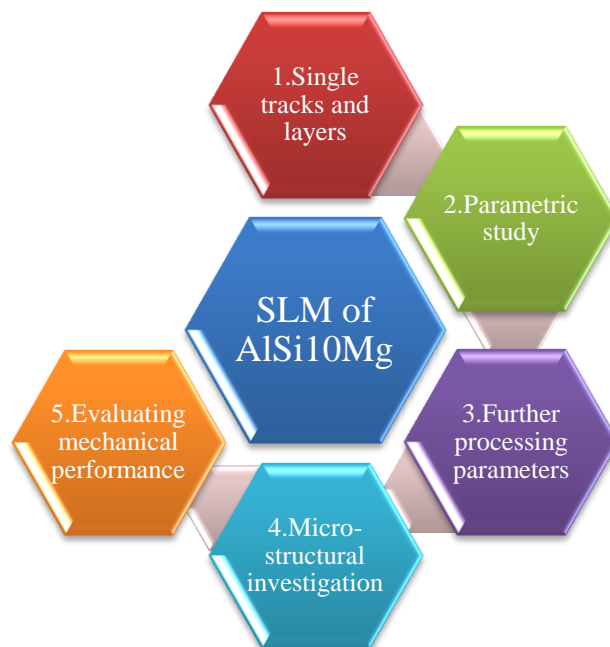 1.Single
tracks and
layers
2.Parametric
study
SLM of
AlSi10Mg
3.Further
processing
parameters
4.Micro-
structural
investigation
5.Evaluating
mechanical
performance